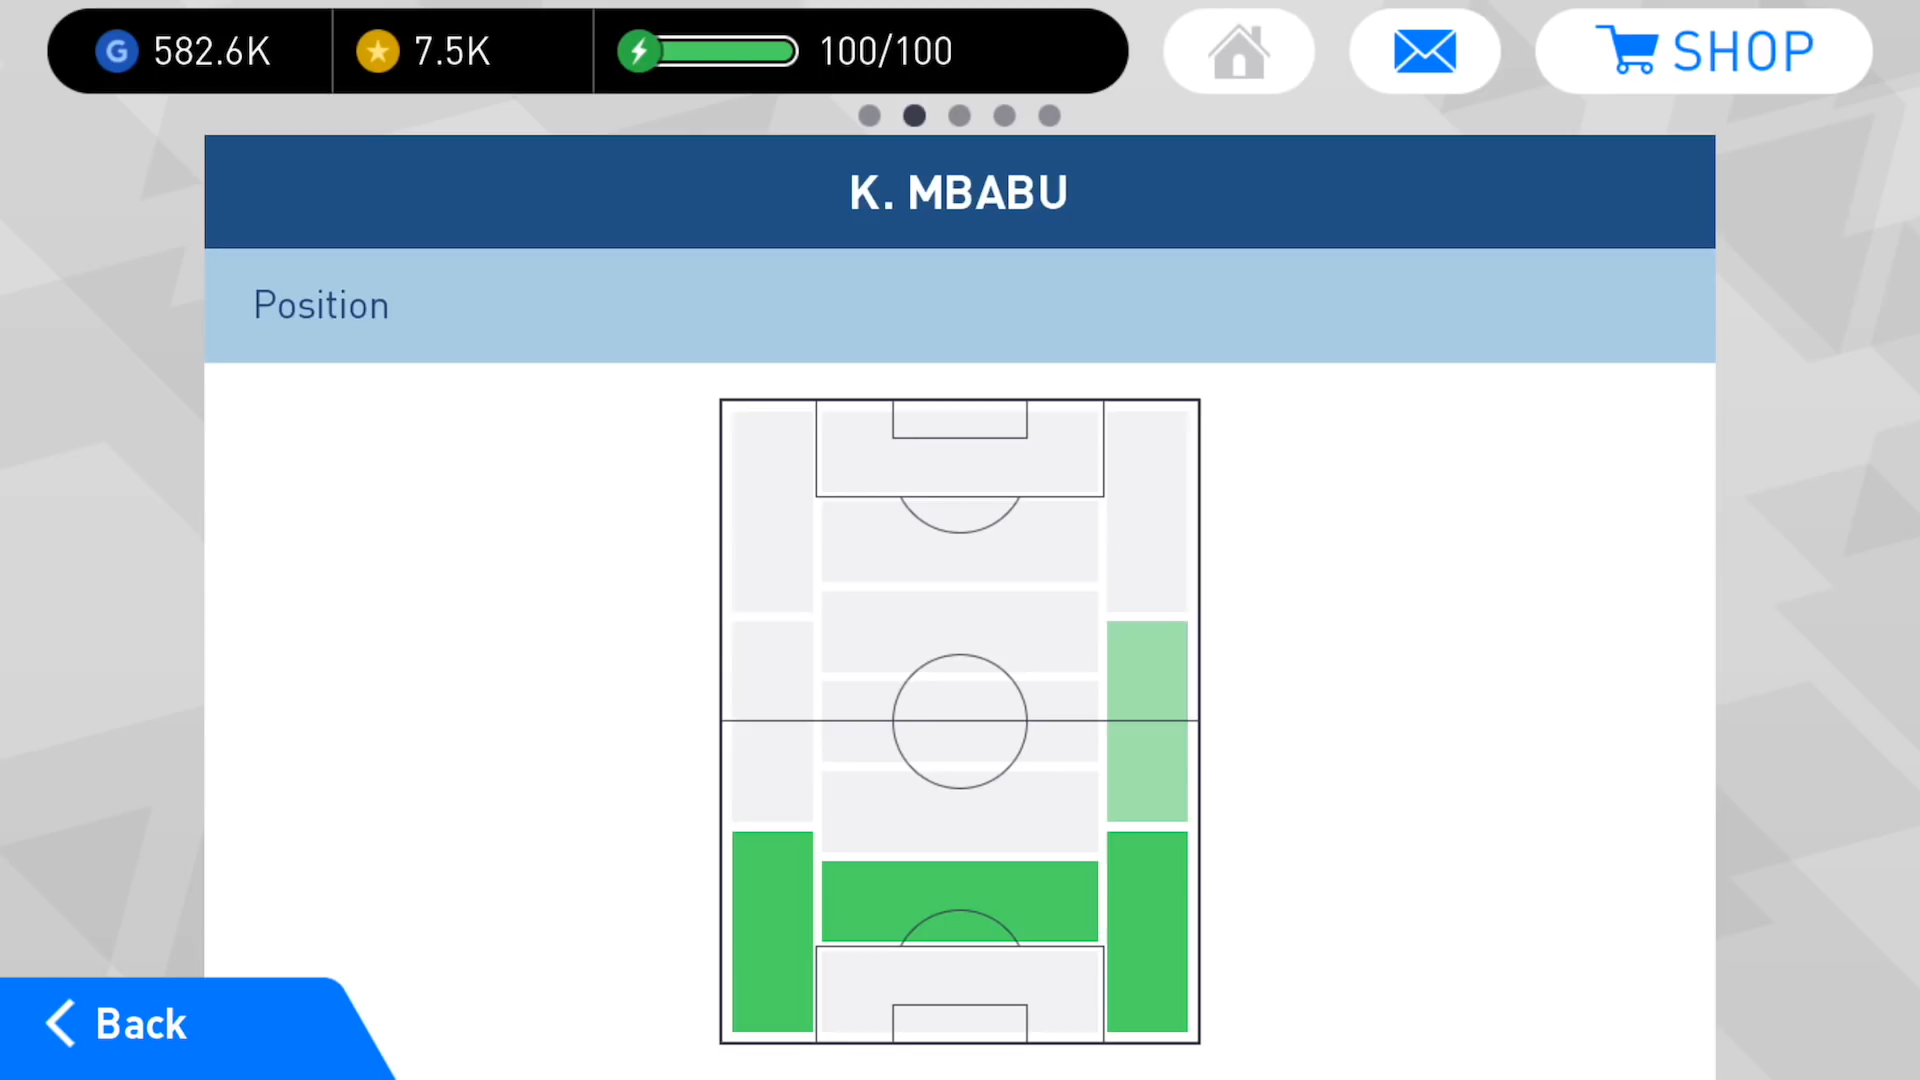 G 582.6K
7.5K
100/100
SHOP
K. MBABU
Position
Back